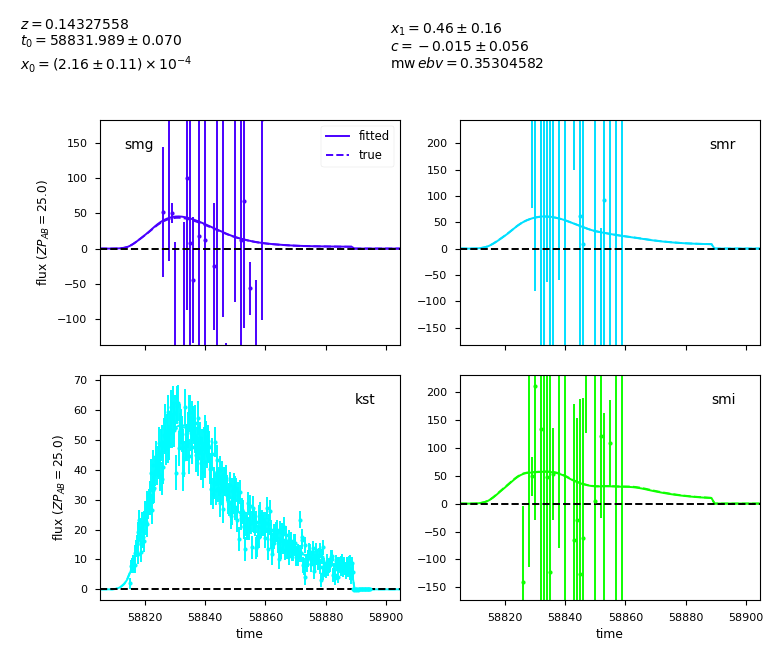 z = 0.14327558
t₀ = 58831.989 ± 0.070
x₀ = (2.16 ± 0.11) × 10⁻⁴
x₁ = 0.46 ± 0.16
c = −0.015 ± 0.056
mw ebv = 0.35304582
smg
fitted
true
150
100
50
0
−50
−100
flux (ZP_AB = 25.0)
smr
200
150
100
50
0
−50
−100
−150
kst
70
60
50
40
30
20
10
0
flux (ZP_AB = 25.0)
58820 58840 58860 58880 58900
time
smi
200
150
100
50
0
−50
−100
−150
58820 58840 58860 58880 58900
time